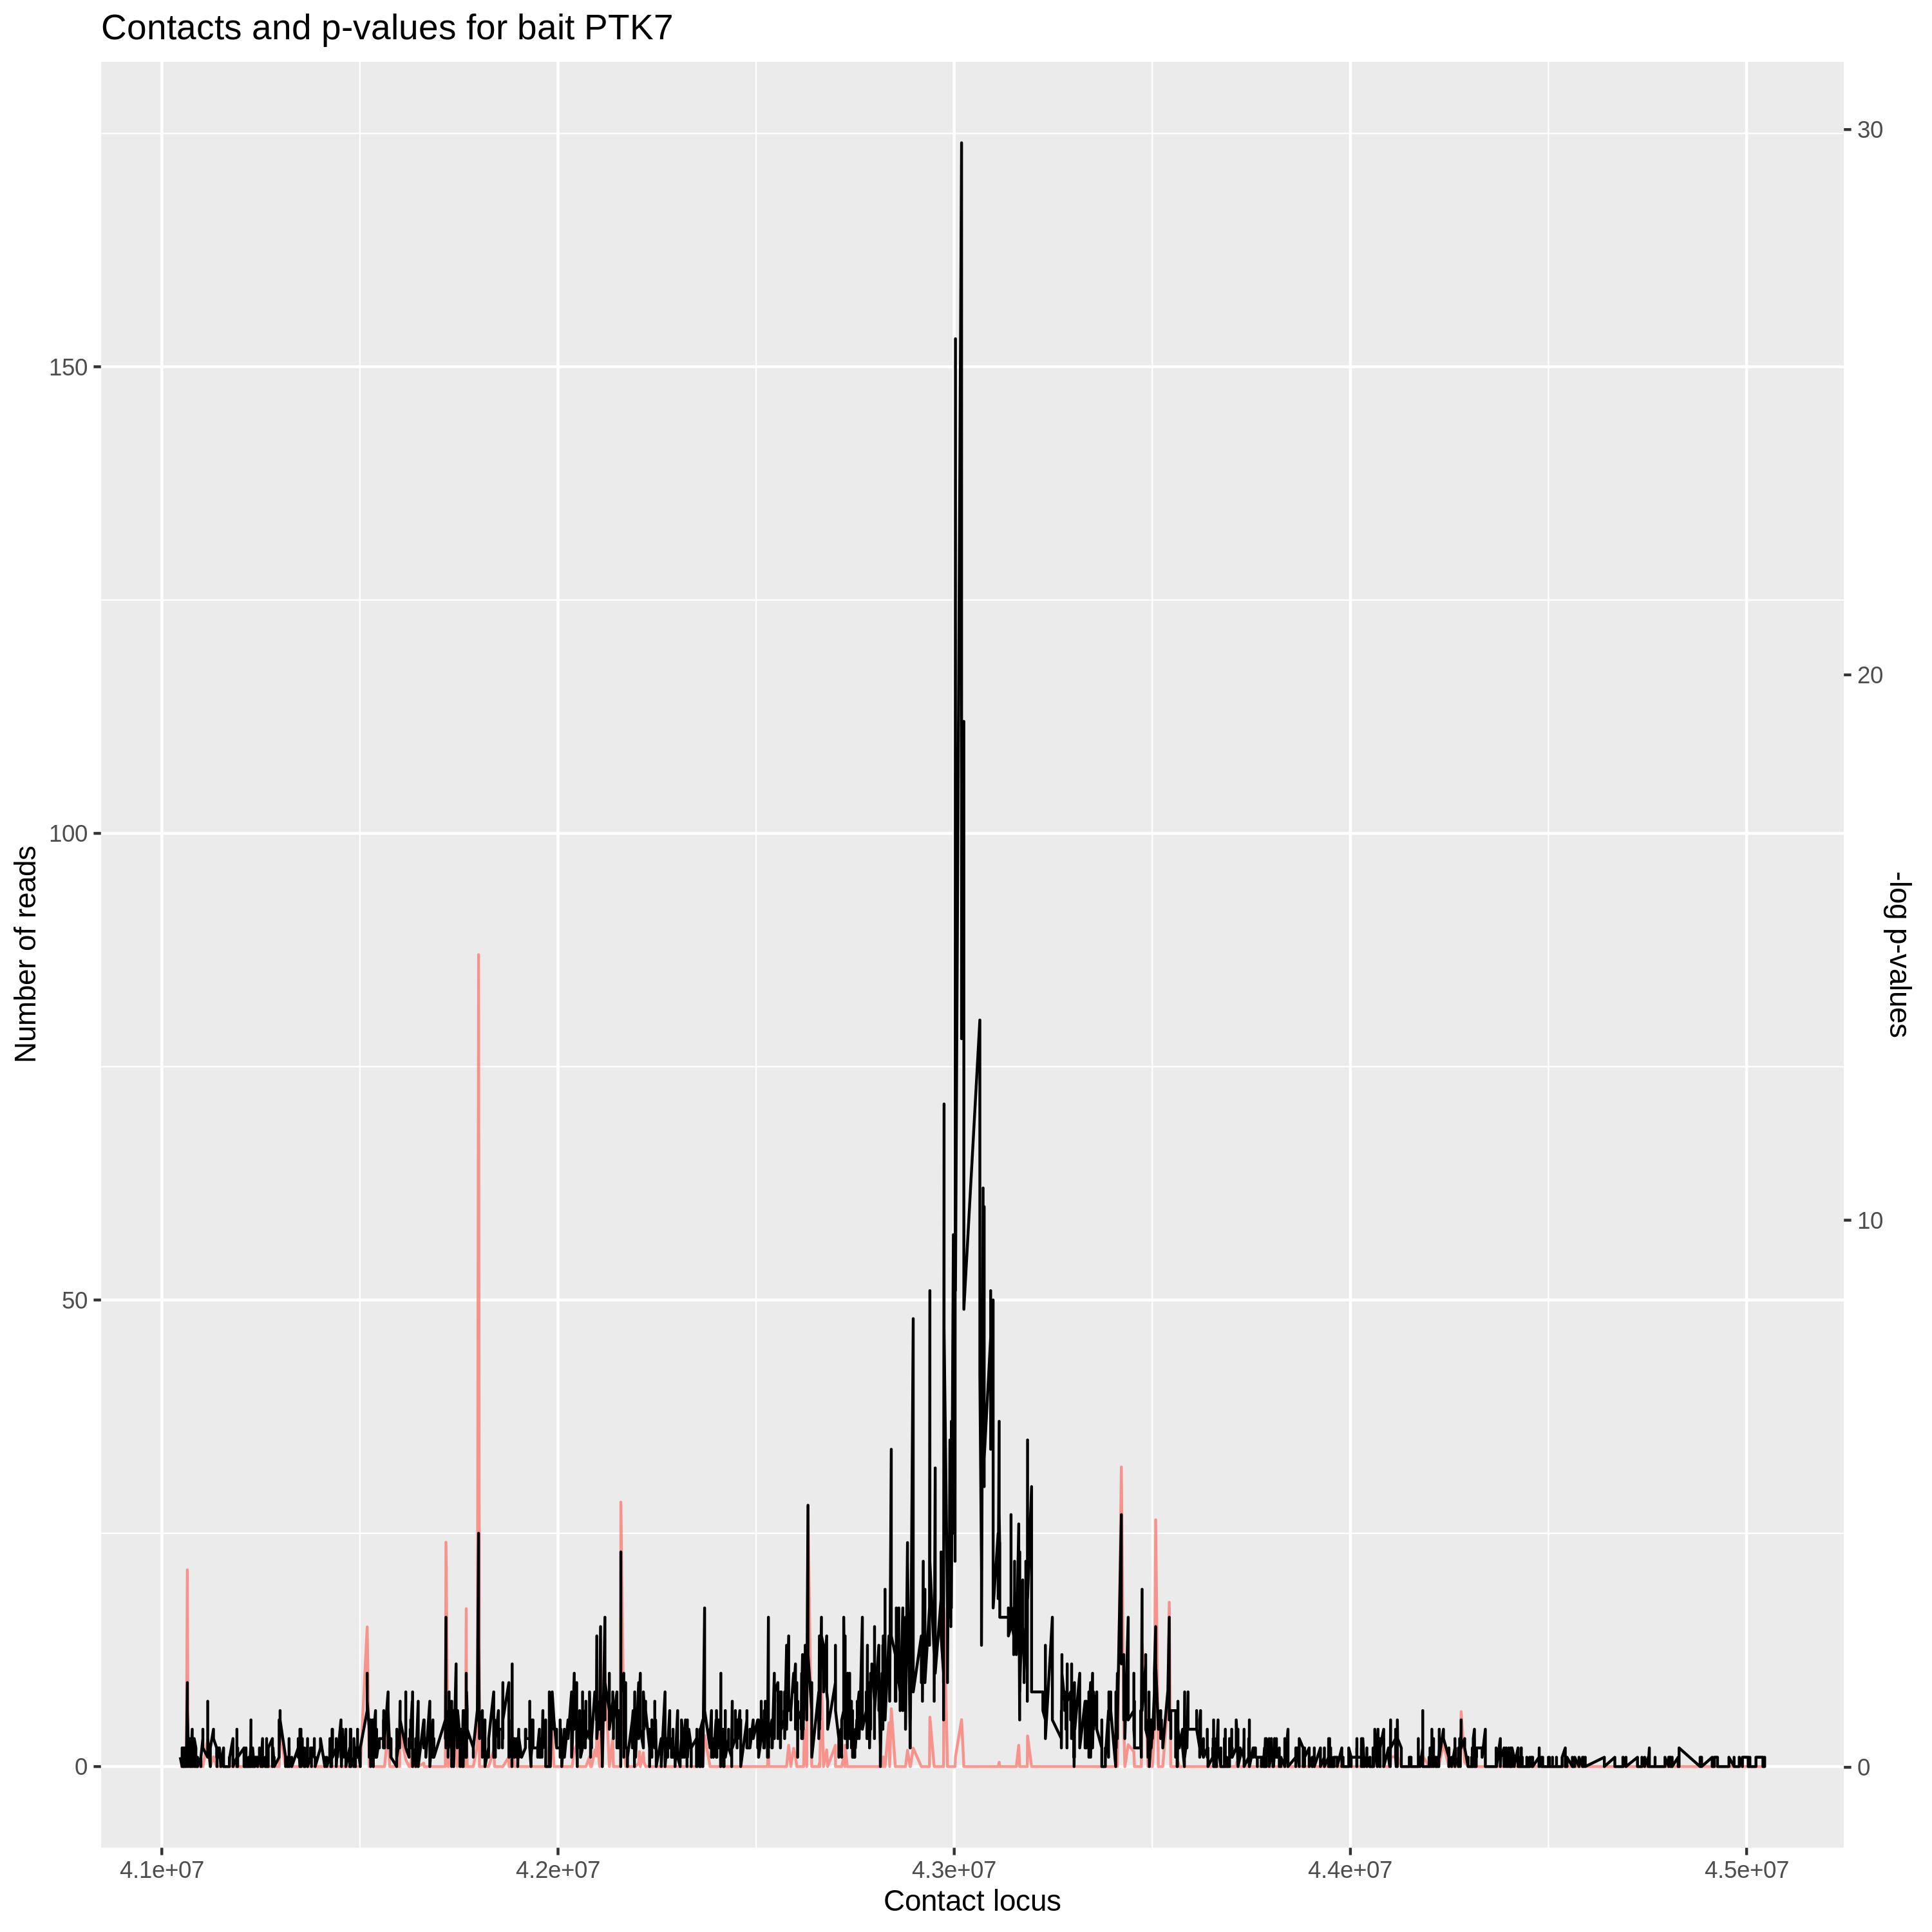 Contacts and p-values for bait PTK7
150
100
50
0
Number of reads
30
20
10
0
-log p-values
4.1e+07
4.2e+07
4.3e+07
4.4e+07
4.5e+07
Contact locus